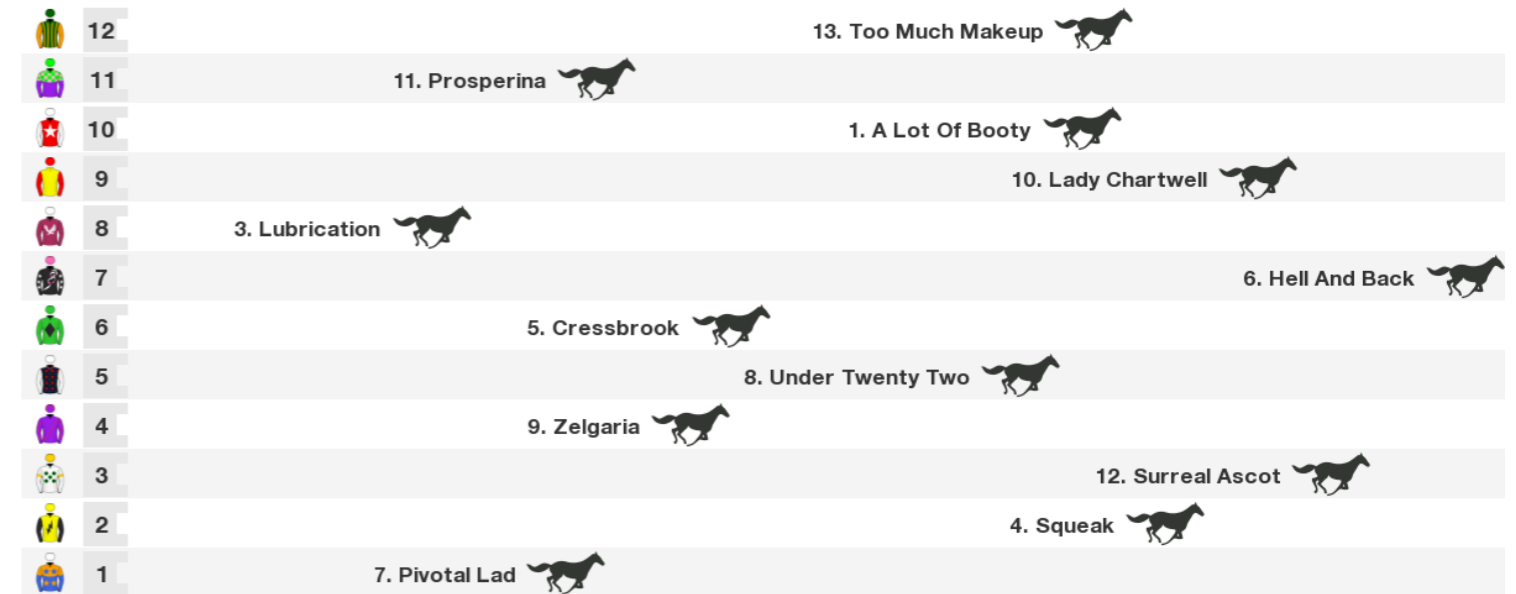 12 13. Too Much Makeup
11 11. Prosperina
10 1. A Lot Of Booty
9 10. Lady Chartwell
8 3. Lubrication
7 6. Hell And Back
6 5. Cressbrook
5 8. Under Twenty Two
4 9. Zelgaria
3 12. Surreal Ascot
2 4. Squeak
1 7. Pivotal Lad